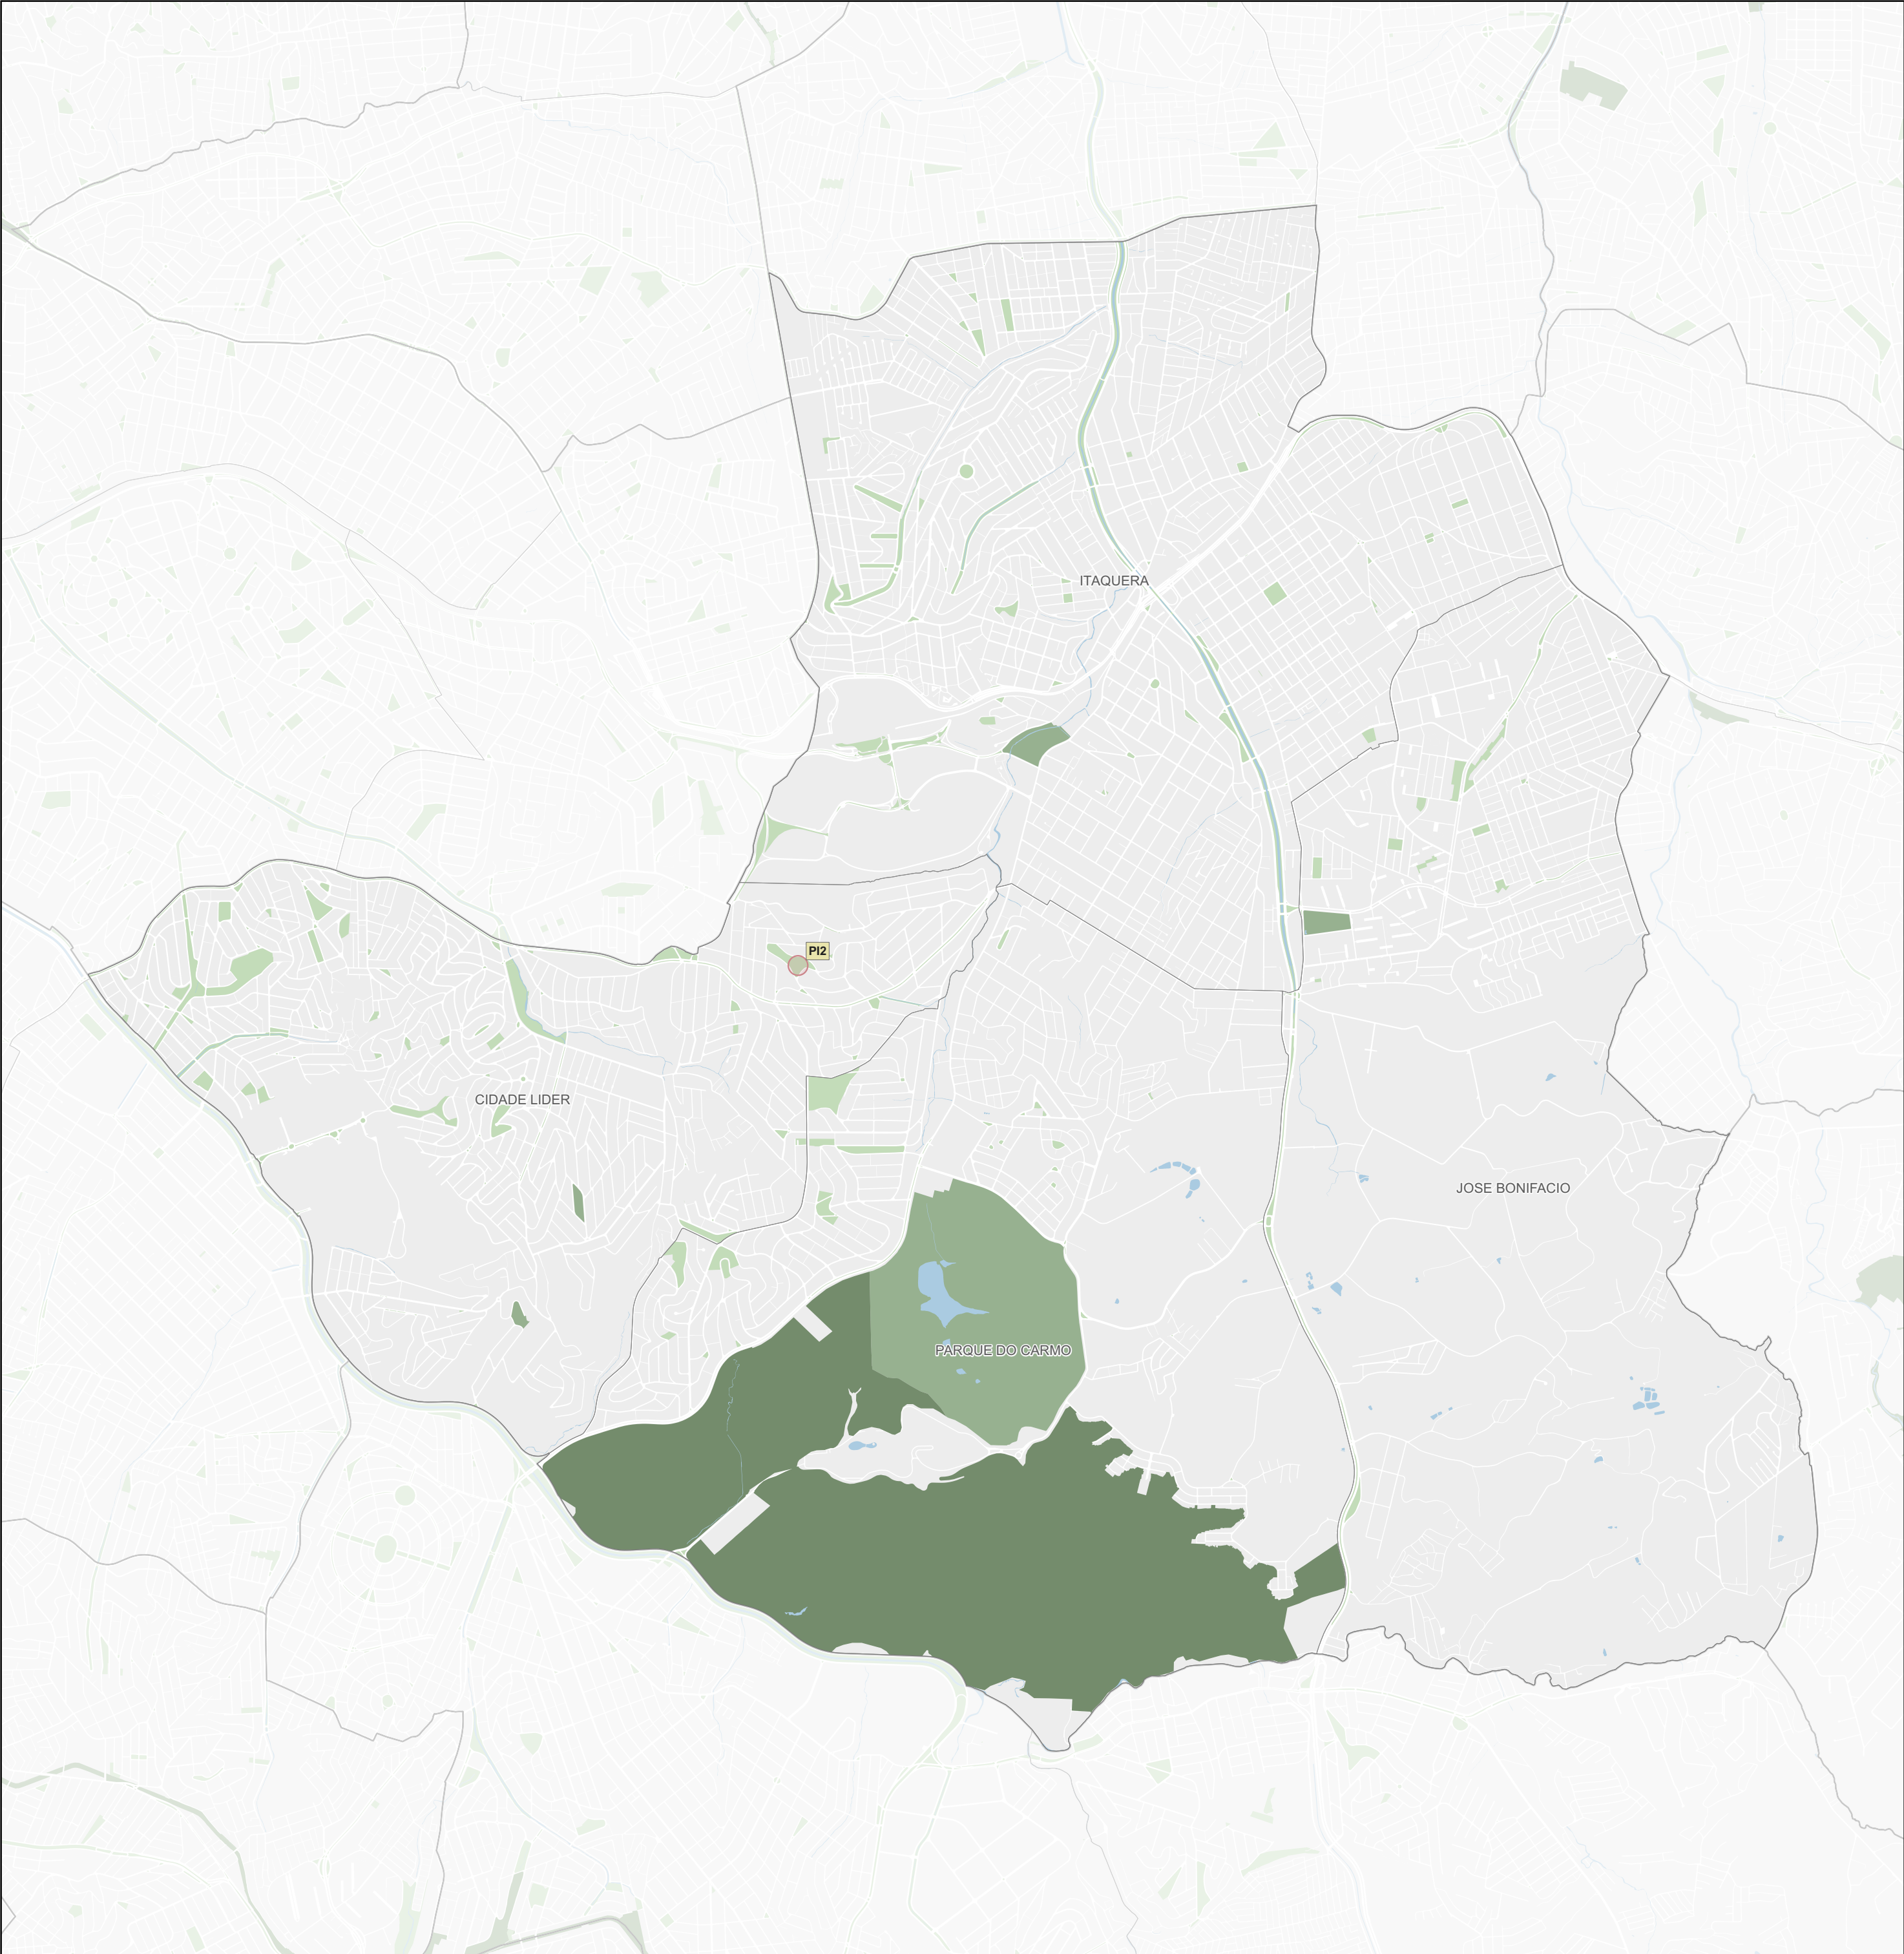 ITAQUERA
PI2
CIDADE LIDER
JOSE BONIFACIO
PARQUE DO CARMO